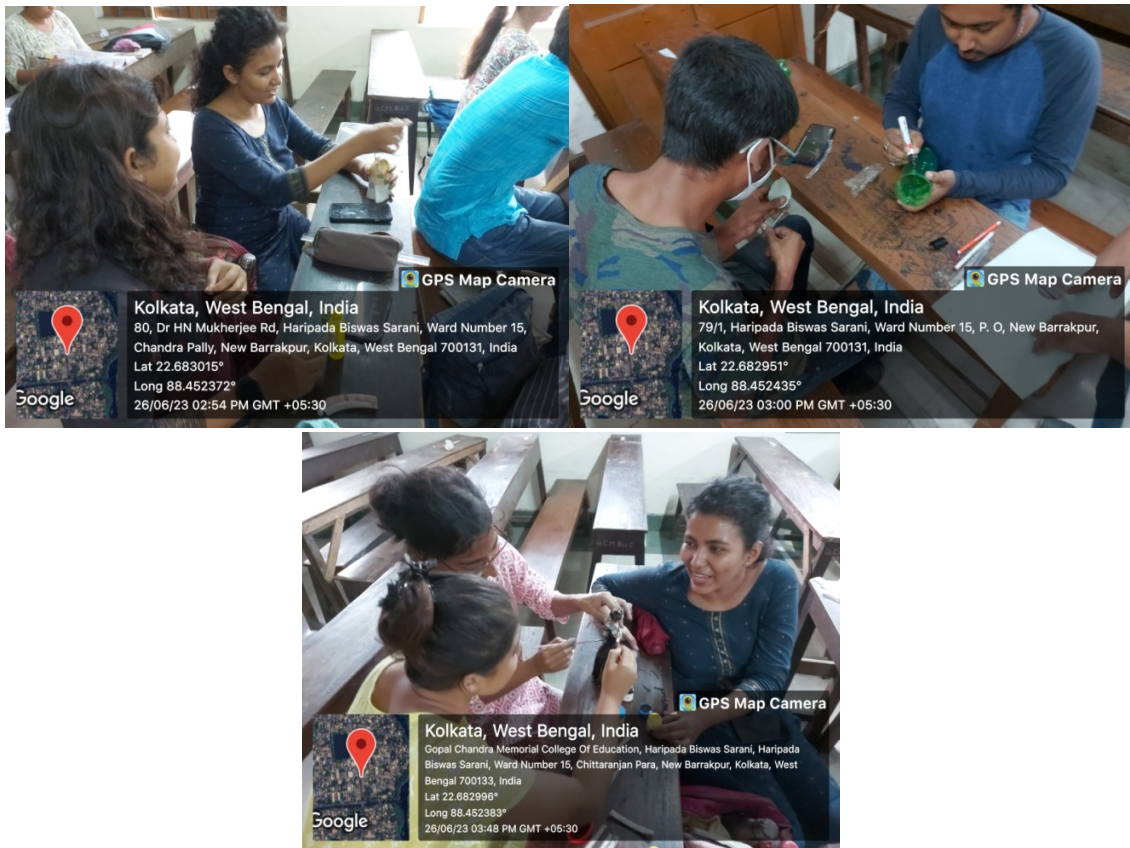 GPS Map Camera
Kolkata, West Bengal, India
80, Dr HN Mukherjee Rd, Haripada Biswas Sarani, Ward Number 15,
Chandra Pally, New Barrakpur, Kolkata, West Bengal 700131, India
Lat 22.683015°
Long 88.452372°
26/06/23 02:54 PM GMT +05:30
Google
GPS Map Camera
Kolkata, West Bengal, India
79/1, Haripada Biswas Sarani, Ward Number 15, P. O, New Barrakpur,
Kolkata, West Bengal 700131, India
Lat 22.682951°
Long 88.452435°
26/06/23 03:00 PM GMT +05:30
Google
GPS Map Camera
Kolkata, West Bengal, India
Gopal Chandra Memorial College Of Education, Haripada Biswas Sarani, Haripada
Biswas Sarani, Ward Number 15, Chittaranjan Para, New Barrakpur, Kolkata, West
Bengal 700133, India
Lat 22.682996°
Long 88.452383°
26/06/23 03:48 PM GMT +05:30
Google